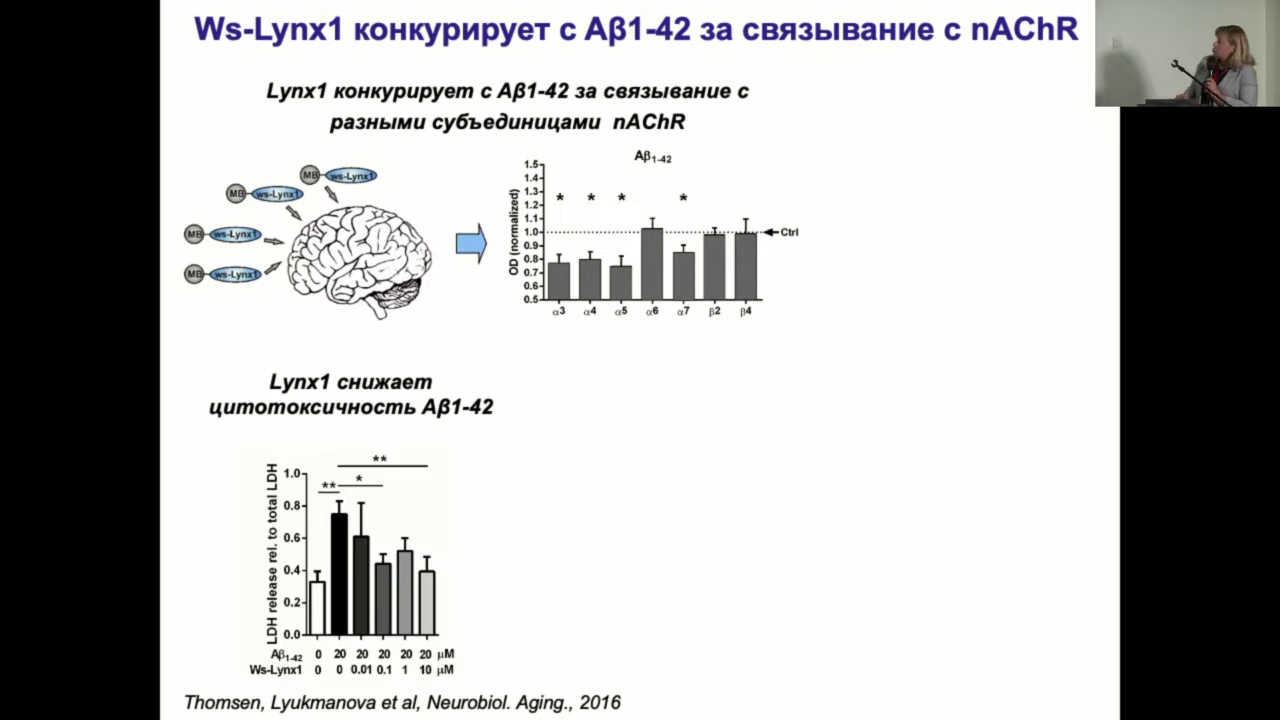 Ws-Lynx1 конкурирует с Aβ1-42 за связывание с nAChR
Lynx1 конкурирует с Aβ1-42 за связывание с
разными субъединицами nAChR
MB ws-Lynx1
MB ws-Lynx1
MB ws-Lynx1
MB ws-Lynx1
Aβ1-42
OD (normalized)
1.5
1.4
1.3
1.2
1.1
1.0
0.9
0.8
0.7
0.6
0.5
* * * *
Ctrl
α3 α4 α5 α6 α7 β2 β4
Lynx1 снижает
цитотоксичность Aβ1-42
LDH release rel. to total LDH
1.0
0.8
0.6
0.4
0.2
0.0
**
** *
Aβ1-42 0 20 20 20 20 20 μM
Ws-Lynx1 0 0 0.01 0.1 1 10 μM
Thomsen, Lyukmanova et al, Neurobiol. Aging., 2016